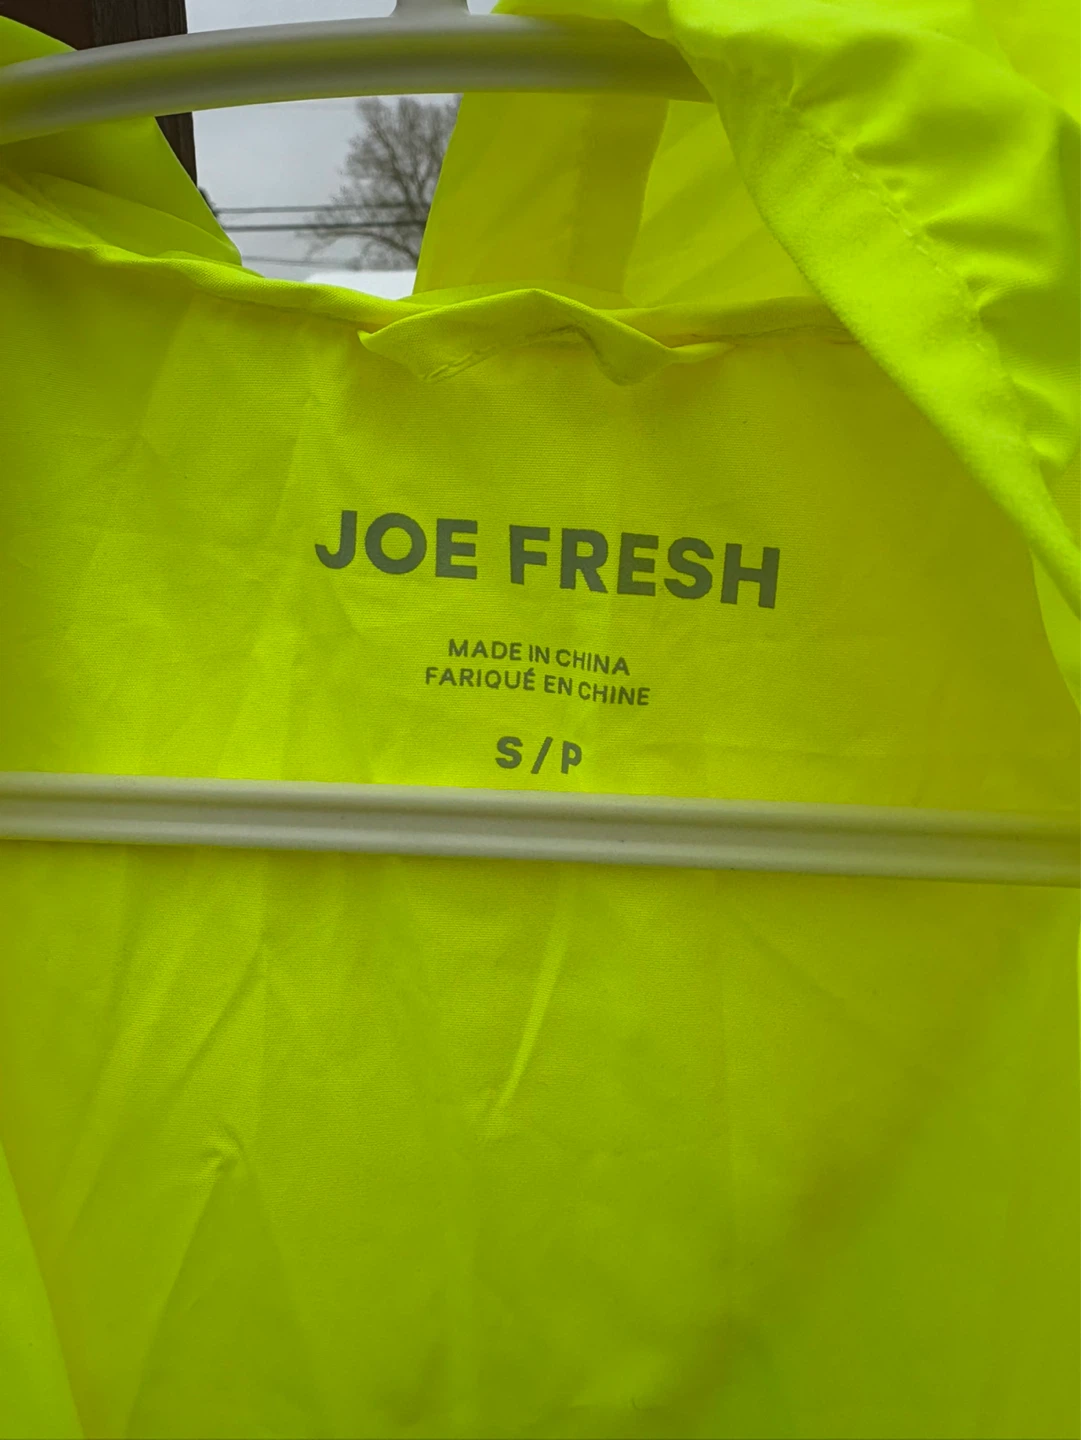 JOE FRESH
MADE IN CHINA
FARIQUÉ EN CHINE
S/P